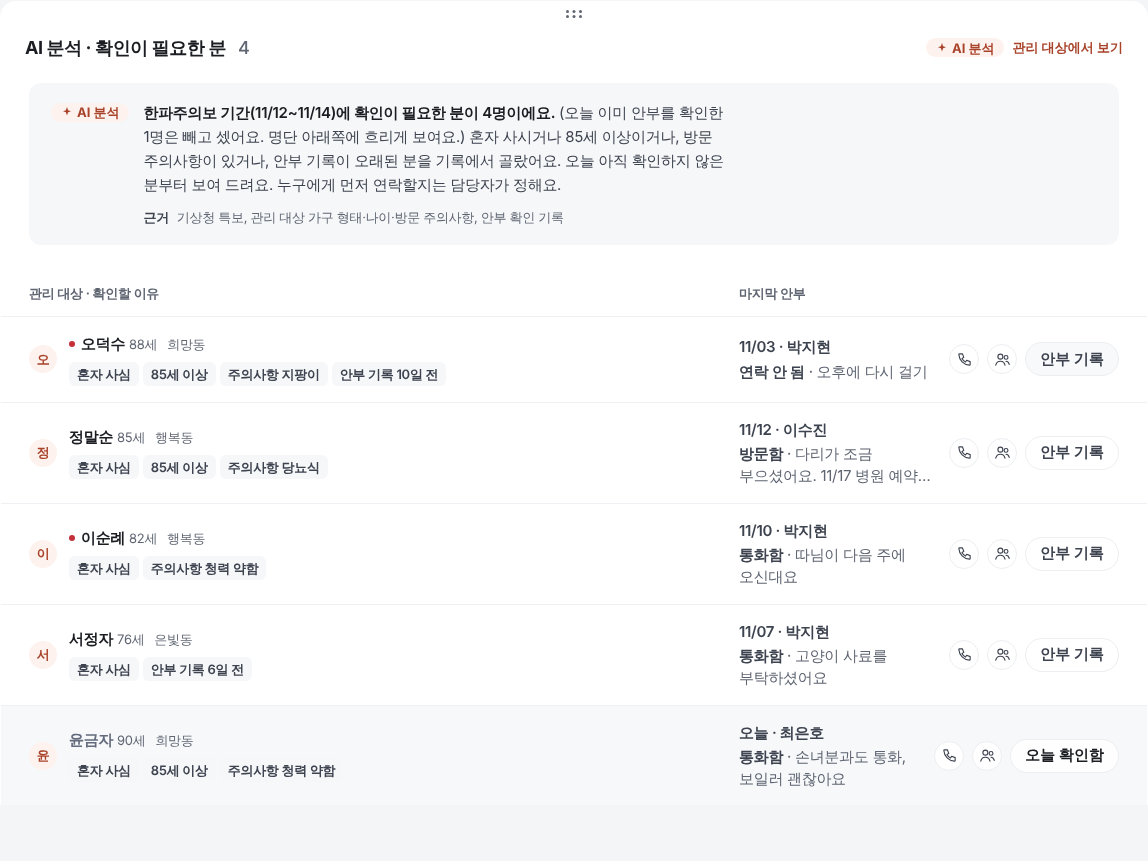 AI 분석 · 확인이 필요한 분 4
AI 분석 관리 대상에서 보기
AI 분석
한파주의보 기간(11/12~11/14)에 확인이 필요한 분이 4명이에요. (오늘 이미 안부를 확인한
1명은 빼고 셌어요. 명단 아래쪽에 흐리게 보여요.) 혼자 사시거나 85세 이상이거나, 방문
주의사항이 있거나, 안부 기록이 오래된 분을 기록에서 골랐어요. 오늘 아직 확인하지 않은
분부터 보여 드려요. 누구에게 먼저 연락할지는 담당자가 정해요.
근거 기상청 특보, 관리 대상 가구 형태·나이·방문 주의사항, 안부 확인 기록
관리 대상 · 확인할 이유
마지막 안부
오
오덕수 88세 희망동
혼자 사심 85세 이상 주의사항 지팡이 안부 기록 10일 전
11/03 · 박지현
연락 안 됨 · 오후에 다시 걸기
안부 기록
정
정말순 85세 행복동
혼자 사심 85세 이상 주의사항 당뇨식
11/12 · 이수진
방문함 · 다리가 조금
부으셨어요. 11/17 병원 예약…
안부 기록
이
이순례 82세 행복동
혼자 사심 주의사항 청력 약함
11/10 · 박지현
통화함 · 따님이 다음 주에
오신대요
안부 기록
서
서정자 76세 은빛동
혼자 사심 안부 기록 6일 전
11/07 · 박지현
통화함 · 고양이 사료를
부탁하셨어요
안부 기록
윤
윤금자 90세 희망동
혼자 사심 85세 이상 주의사항 청력 약함
오늘 · 최은호
통화함 · 손녀분과도 통화,
보일러 괜찮아요
오늘 확인함